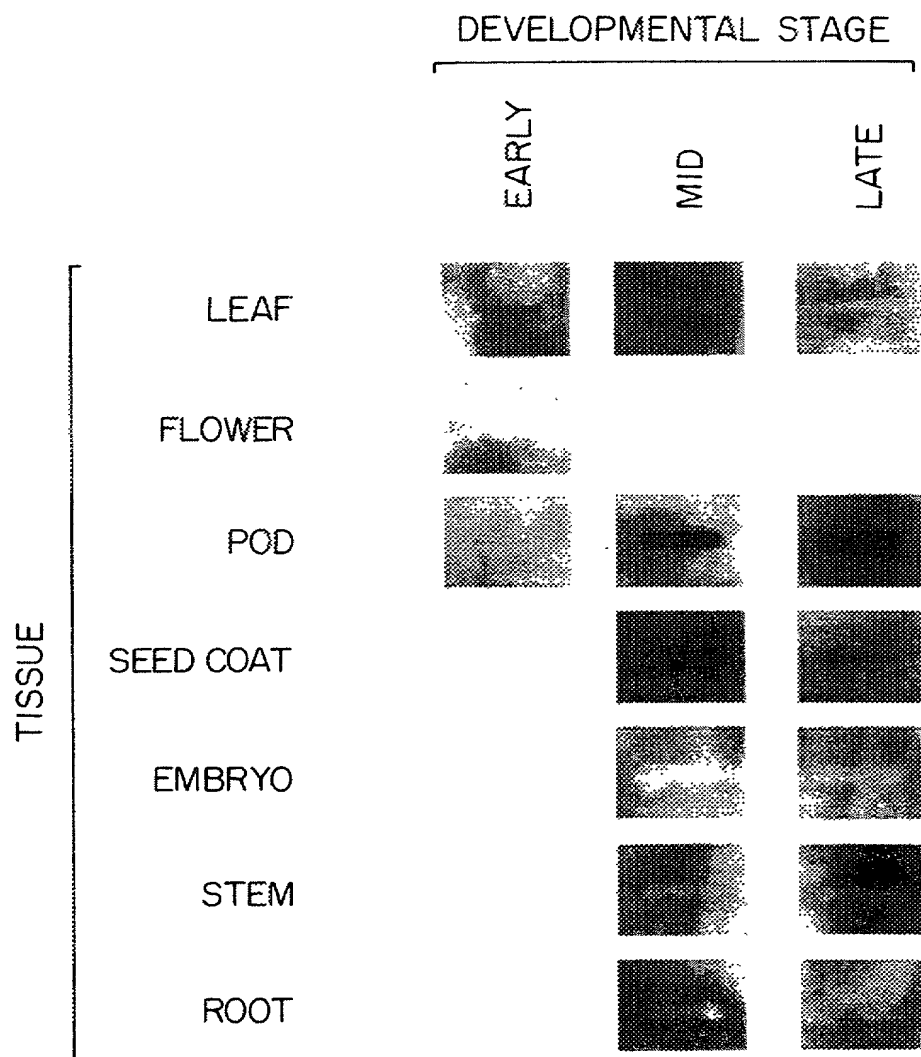 DEVELOPMENTAL STAGE
EARLY
MID
LATE
TISSUE
LEAF
FLOWER
POD
SEED COAT
EMBRYO
STEM
ROOT